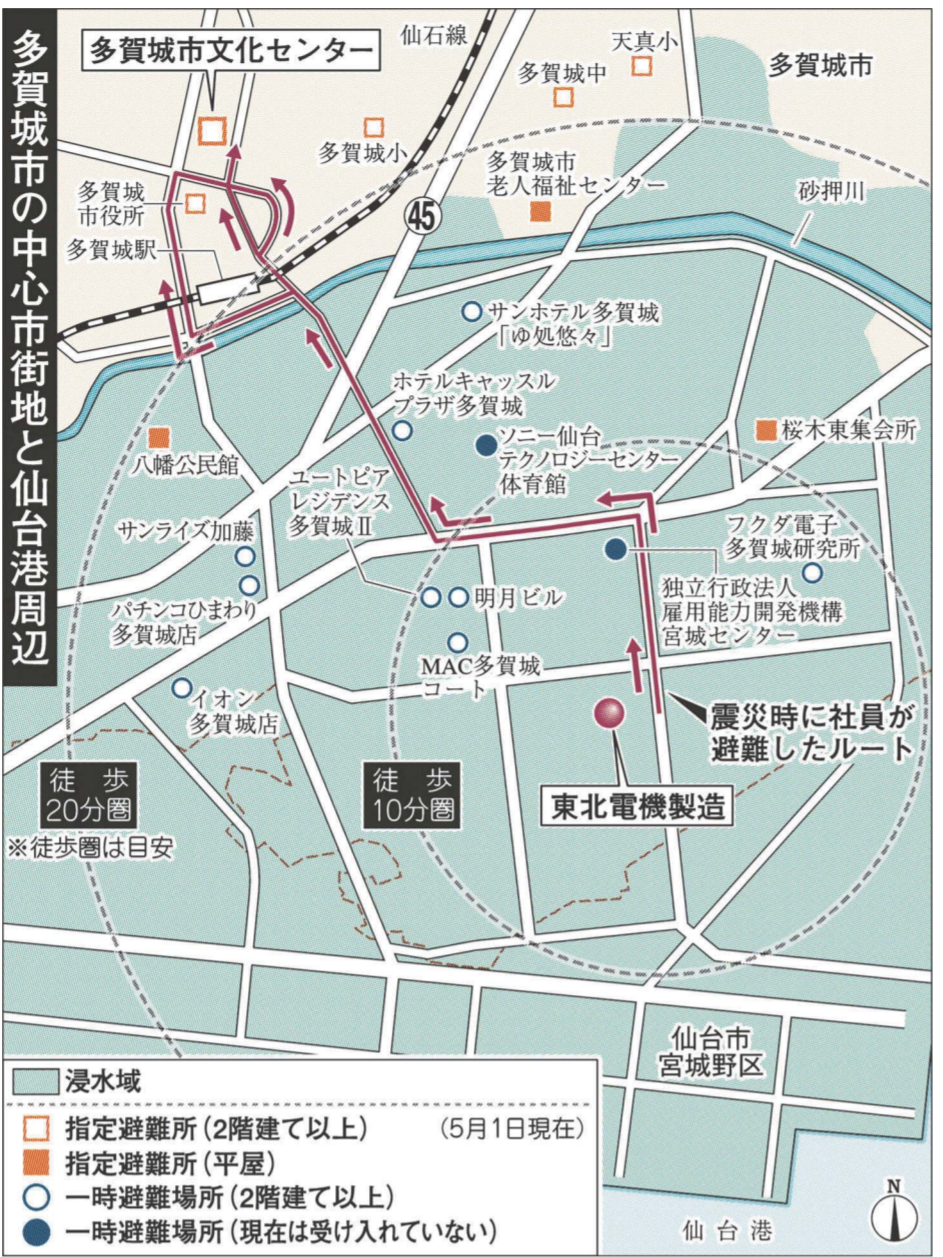 多賀城市の中心市街地と仙台港周辺
多賀城市文化センター
仙石線
天真小
多賀城中
多賀城市
多賀城小
多賀城市
老人福祉センター
多賀城
市役所
砂押川
45
多賀城駅
サンホテル多賀城
「ゆ処悠々」
ホテルキャッスル
プラザ多賀城
ソニー仙台
テクノロジーセンター
体育館
桜木東集会所
八幡公民館
ユートピア
レジデンス
多賀城Ⅱ
サンライズ加藤
フクダ電子
多賀城研究所
パチンコひまわり
多賀城店
明月ビル
独立行政法人
雇用能力開発機構
宮城センター
MAC多賀城
コート
イオン
多賀城店
震災時に社員が
避難したルート
徒歩
20分圏
徒歩
10分圏
東北電機製造
※徒歩圏は目安
仙台市
宮城野区
浸水域
指定避難所(2階建て以上) (5月1日現在)
指定避難所(平屋)
一時避難場所(2階建て以上)
一時避難場所(現在は受け入れていない)
仙台港
N